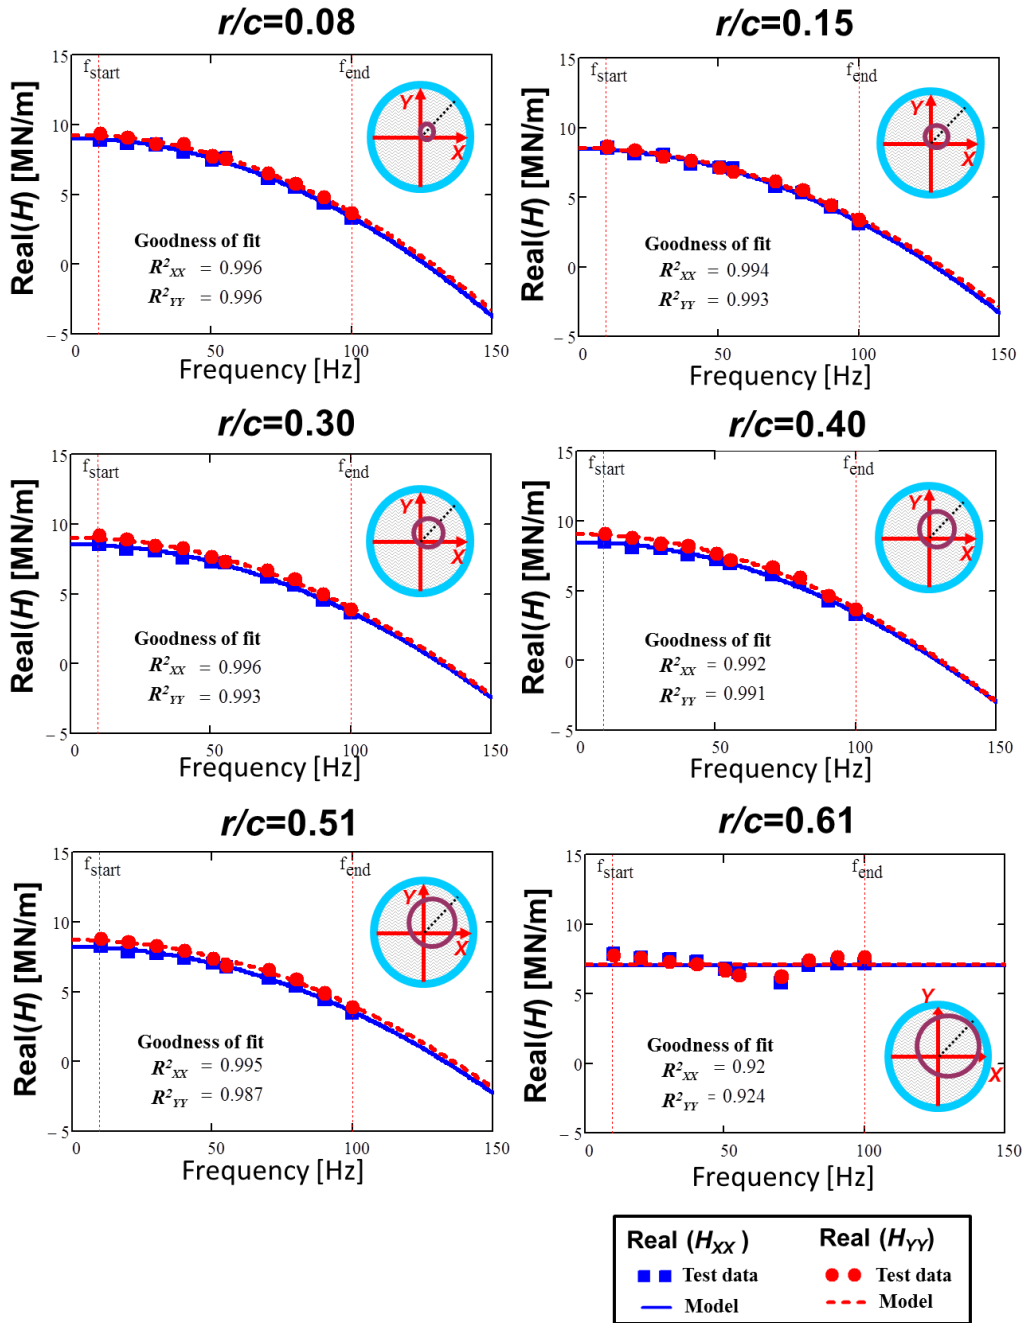 r/c=0.08
15
10
5
0
–5
0
50
100
150
f start
f end
Real(H) [MN/m]
Y
X
Goodness of fit
R²XX = 0.996
R²YY = 0.996
Frequency [Hz]
r/c=0.15
15
10
5
0
–5
0
50
100
150
f start
f end
Real(H) [MN/m]
Y
X
Goodness of fit
R²XX = 0.994
R²YY = 0.993
Frequency [Hz]
r/c=0.30
15
10
5
0
–5
0
50
100
150
f start
f end
Real(H) [MN/m]
Y
X
Goodness of fit
R²XX = 0.996
R²YY = 0.993
Frequency [Hz]
r/c=0.40
15
10
5
0
–5
0
50
100
150
f start
f end
Real(H) [MN/m]
Y
X
Goodness of fit
R²XX = 0.992
R²YY = 0.991
Frequency [Hz]
r/c=0.51
15
10
5
0
–5
0
50
100
150
f start
f end
Real(H) [MN/m]
Y
X
Goodness of fit
R²XX = 0.995
R²YY = 0.987
Frequency [Hz]
r/c=0.61
15
10
5
0
–5
0
50
100
150
f start
f end
Real(H) [MN/m]
Y
X
Goodness of fit
R²XX = 0.92
R²YY = 0.924
Frequency [Hz]
Real (HXX ) Real (HYY)
Test data Test data
Model Model